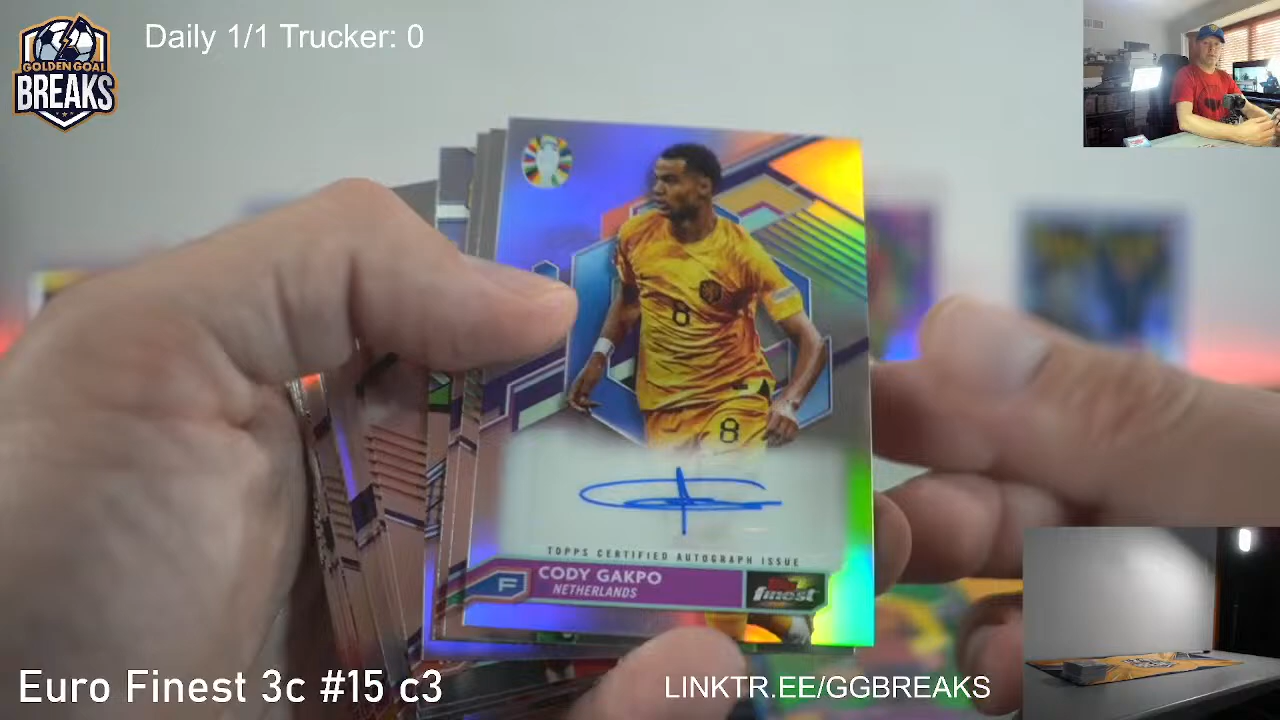 Daily 1/1 Trucker: 0
GOLDEN GOAL
BREAKS
8
8
TOPPS CERTIFIED AUTOGRAPH ISSUE
CODY GAKPO
F
NETHERLANDS
finest
Euro Finest 3c #15 c3
LINKTR.EE/GGBREAKS